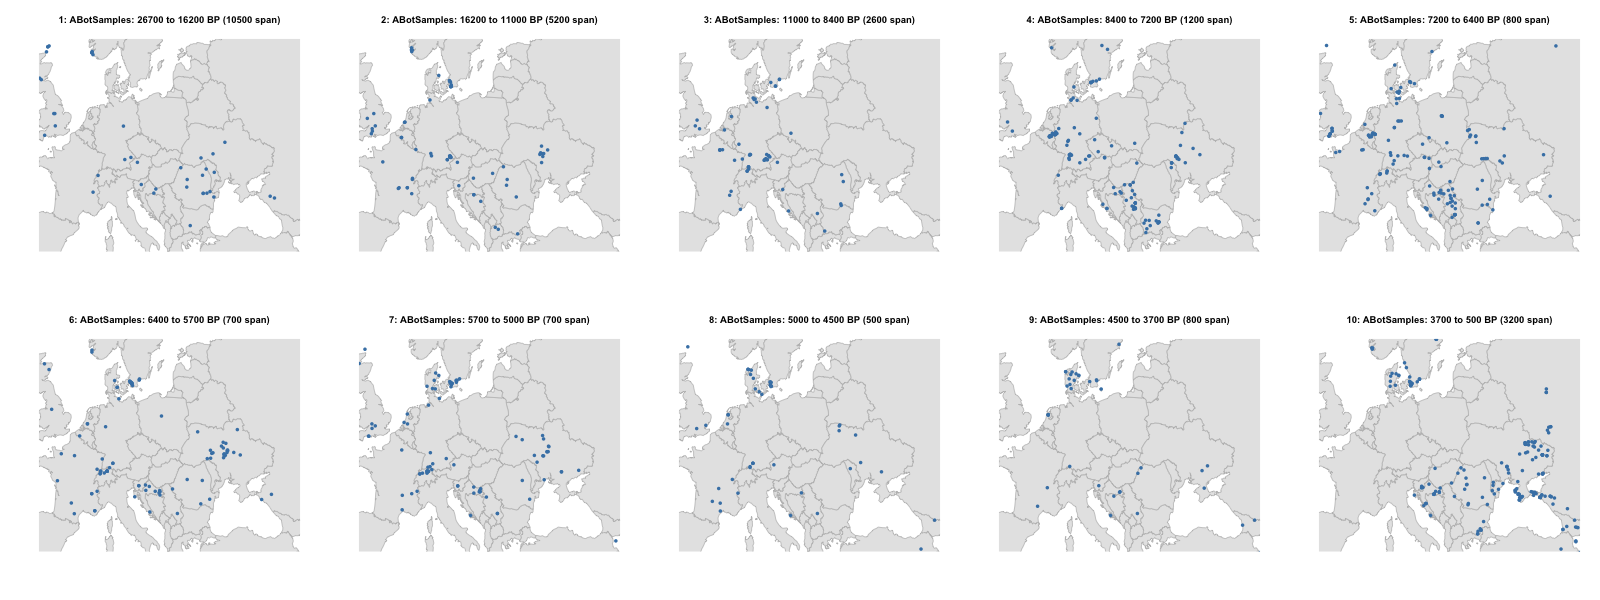 1: ABotSamples: 26700 to 16200 BP (10500 span)
2: ABotSamples: 16200 to 11000 BP (5200 span)
3: ABotSamples: 11000 to 8400 BP (2600 span)
4: ABotSamples: 8400 to 7200 BP (1200 span)
5: ABotSamples: 7200 to 6400 BP (800 span)
6: ABotSamples: 6400 to 5700 BP (700 span)
7: ABotSamples: 5700 to 5000 BP (700 span)
8: ABotSamples: 5000 to 4500 BP (500 span)
9: ABotSamples: 4500 to 3700 BP (800 span)
10: ABotSamples: 3700 to 500 BP (3200 span)